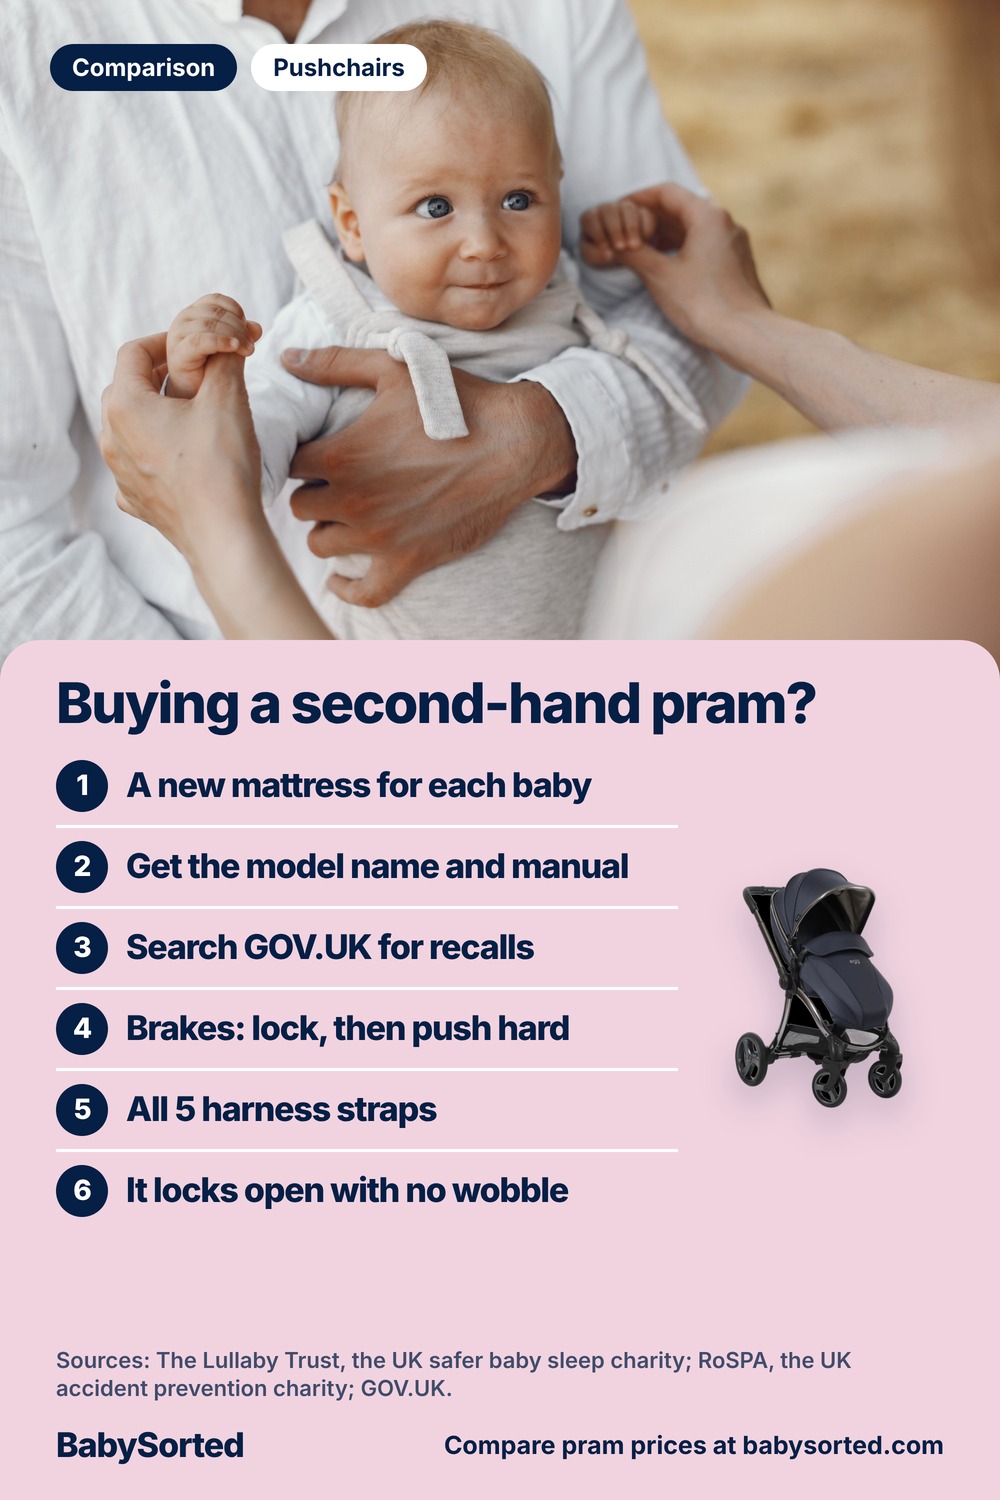 Comparison
Pushchairs
Buying a second-hand pram?
1 A new mattress for each baby
2 Get the model name and manual
3 Search GOV.UK for recalls
4 Brakes: lock, then push hard
5 All 5 harness straps
6 It locks open with no wobble
Sources: The Lullaby Trust, the UK safer baby sleep charity; RoSPA, the UK
accident prevention charity; GOV.UK.
BabySorted
Compare pram prices at babysorted.com